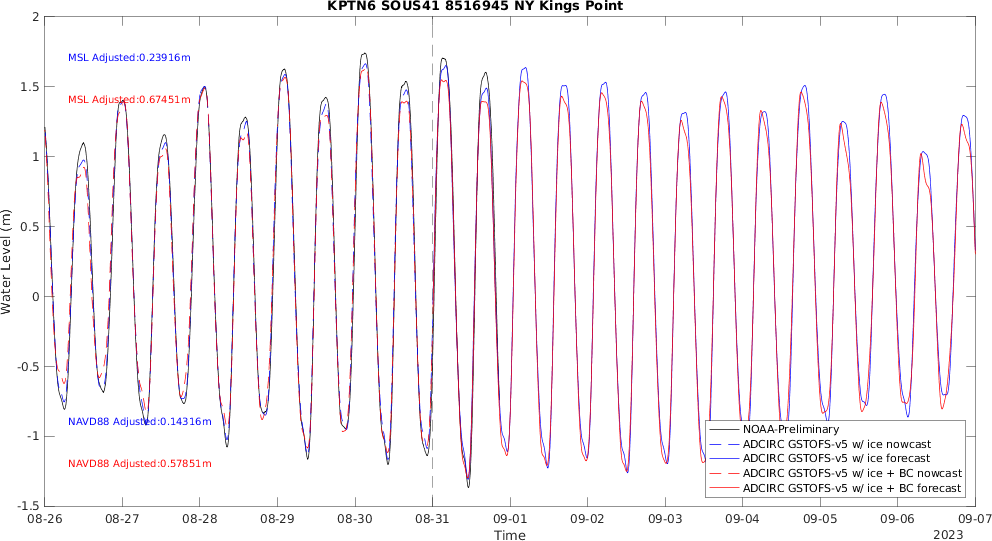 KPTN6 SOUS41 8516945 NY Kings Point
2
1.5
1
0.5
0
-0.5
-1
-1.5
Water Level (m)
MSL Adjusted:0.23916m
MSL Adjusted:0.67451m
NAVD88 Adjusted:0.14316m
NAVD88 Adjusted:0.57851m
NOAA-Preliminary
ADCIRC GSTOFS-v5 w/ ice nowcast
ADCIRC GSTOFS-v5 w/ ice forecast
ADCIRC GSTOFS-v5 w/ ice + BC nowcast
ADCIRC GSTOFS-v5 w/ ice + BC forecast
08-26 08-27 08-28 08-29 08-30 08-31 09-01 09-02 09-03 09-04 09-05 09-06 09-07
Time
2023